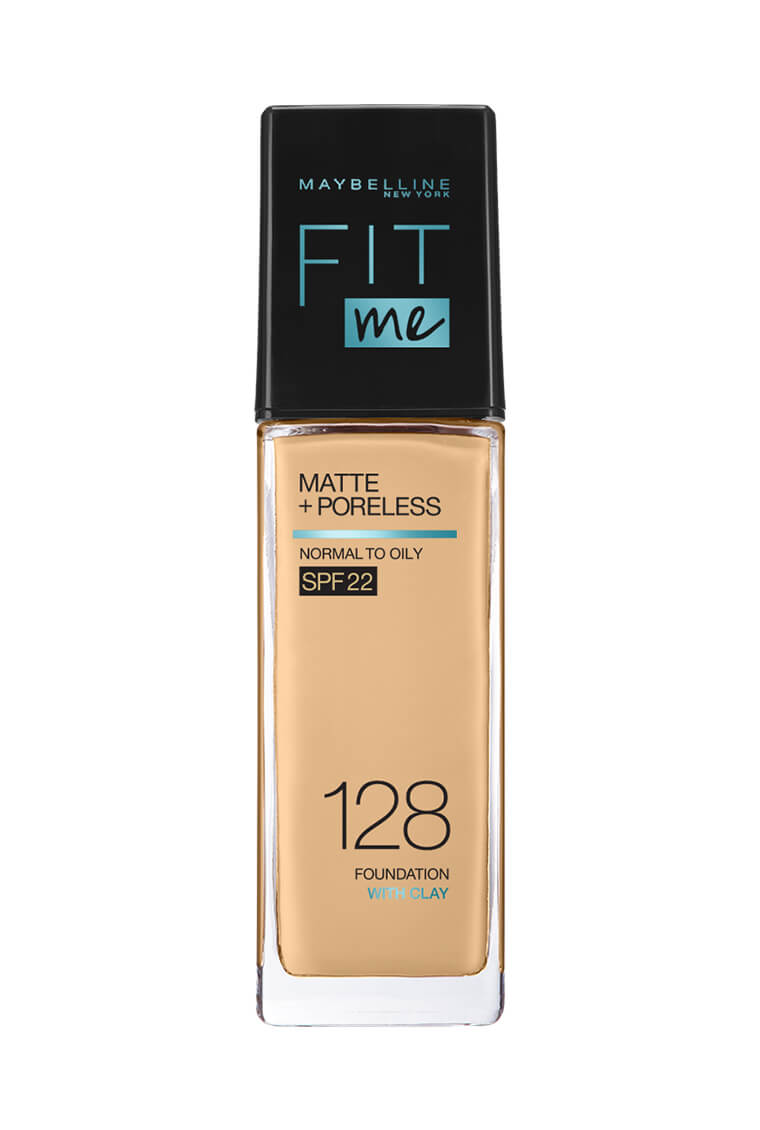 MAYBELLINE
NEW YORK
FIT
me
MATTE
+ PORELESS
NORMAL TO OILY
SPF 22
128
FOUNDATION
WITH CLAY